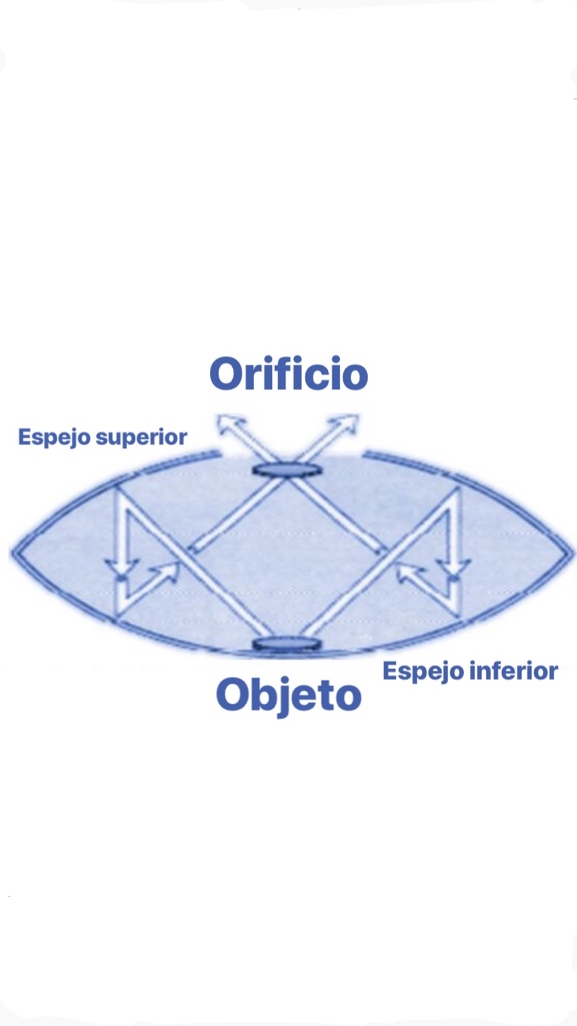 Orificio
Espejo superior
Espejo inferior
Objeto